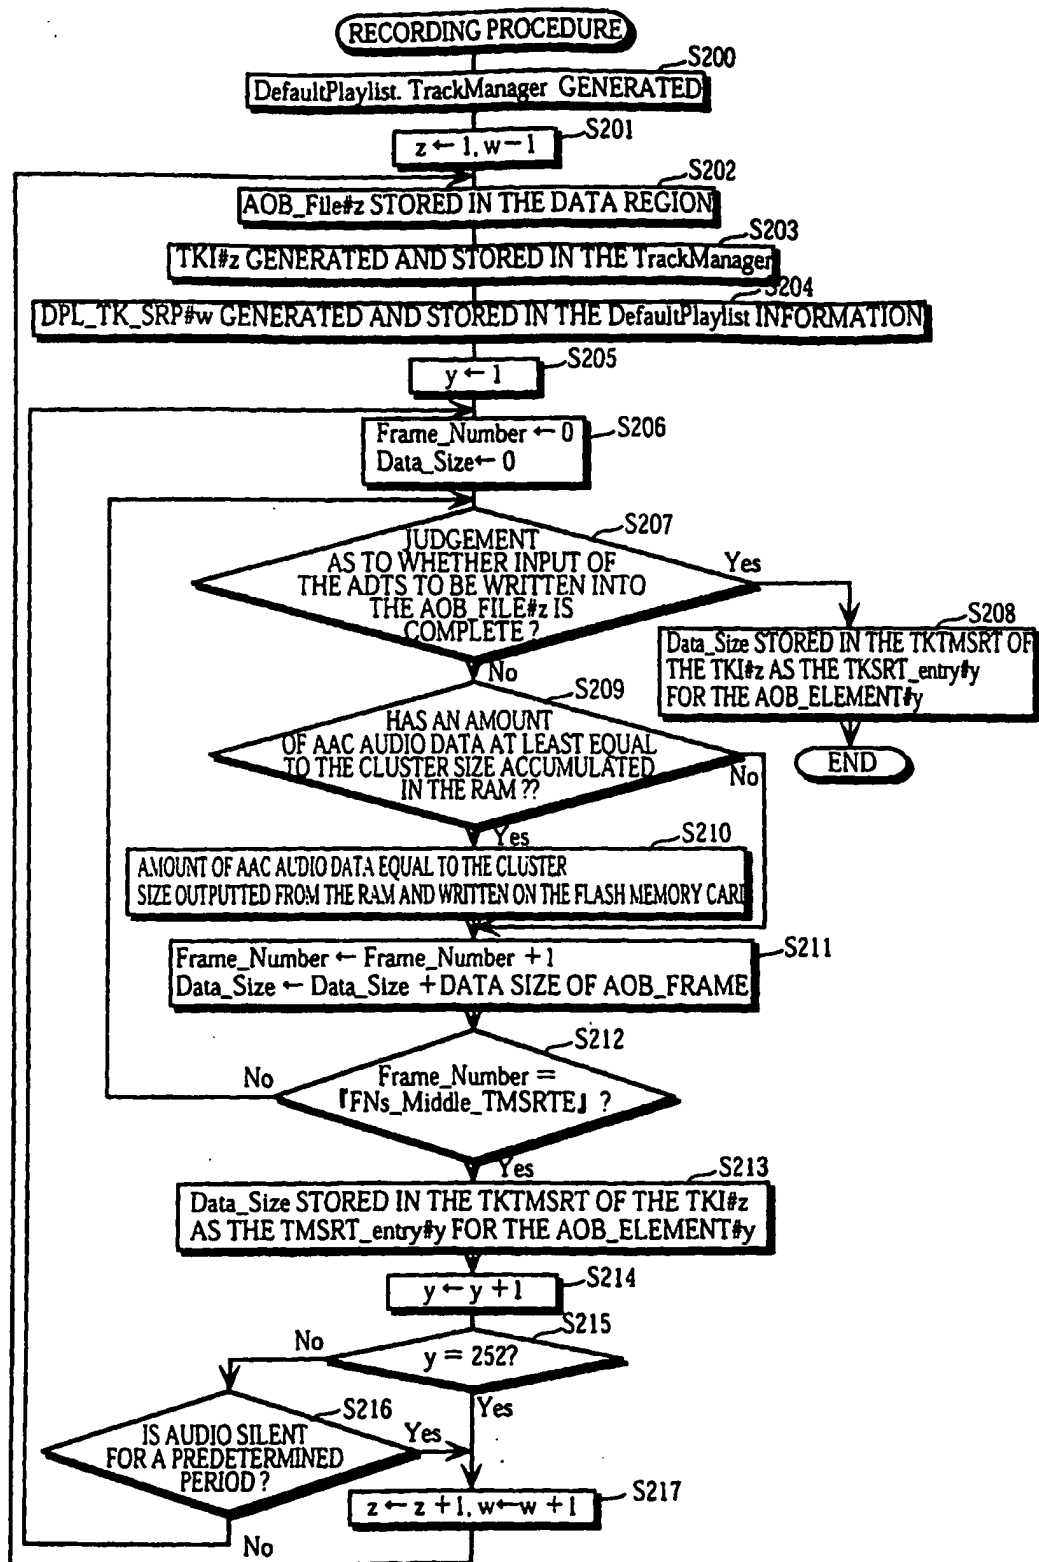 RECORDING PROCEDURE
S200
DefaultPlaylist. TrackManager GENERATED
S201
z ← 1, w − 1
S202
AOB_File#z STORED IN THE DATA REGION
S203
TKI#z GENERATED AND STORED IN THE TrackManager
S204
DPL_TK_SRP#w GENERATED AND STORED IN THE DefaultPlaylist INFORMATION
S205
y ← 1
S206
Frame_Number ← 0
Data_Size ← 0
S207
JUDGEMENT
AS TO WHETHER INPUT OF
THE ADTS TO BE WRITTEN INTO
THE AOB_FILE#z IS
COMPLETE ?
Yes
No
S208
Data_Size STORED IN THE TKTMSRT OF
THE TKI#z AS THE TKSRT_entry#y
FOR THE AOB_ELEMENT#y
END
S209
HAS AN AMOUNT
OF AAC AUDIO DATA AT LEAST EQUAL
TO THE CLUSTER SIZE ACCUMULATED
IN THE RAM ??
No
Yes
S210
AMOUNT OF AAC AUDIO DATA EQUAL TO THE CLUSTER
SIZE OUTPUTTED FROM THE RAM AND WRITTEN ON THE FLASH MEMORY CARD
S211
Frame_Number ← Frame_Number +1
Data_Size ← Data_Size + DATA SIZE OF AOB_FRAME
S212
Frame_Number =
『FNs_Middle_TMSRTE』 ?
No
Yes
S213
Data_Size STORED IN THE TKTMSRT OF THE TKI#z
AS THE TMSRT_entry#y FOR THE AOB_ELEMENT#y
S214
y ← y + 1
S215
y = 252?
No
Yes
S216
IS AUDIO SILENT
FOR A PREDETERMINED
PERIOD ?
Yes
No
S217
z ← z + 1, w ← w + 1